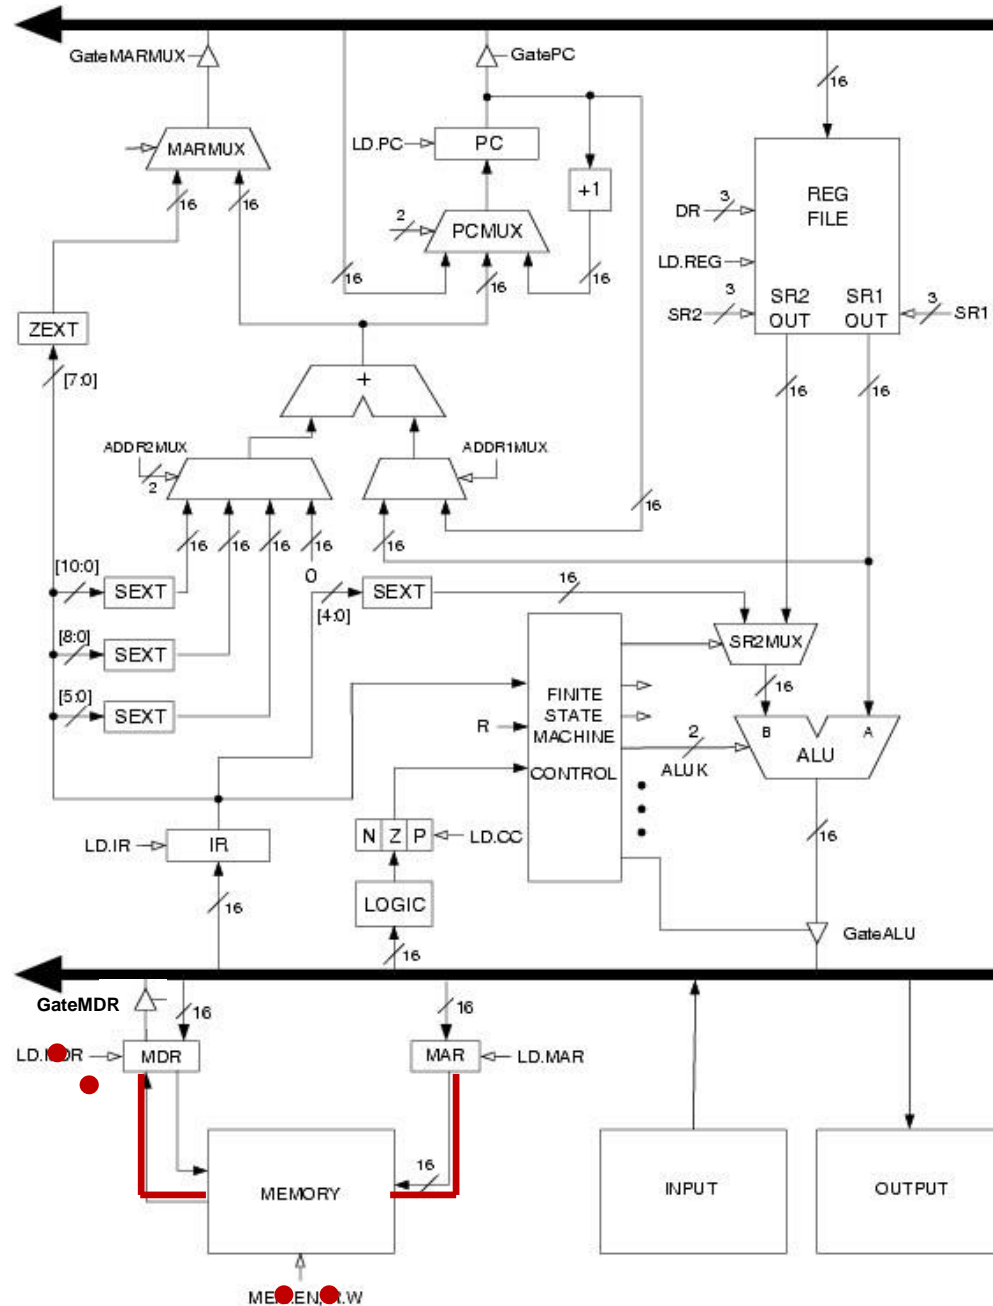 GateMARMUX
GatePC
16
MARMUX
LD.PC
PC
REG
FILE
16
16
+1
DR
3
2
PCMUX
LD.REG
16
16
16
3
SR2
SR2
OUT
SR1
OUT
3
SR1
ZEXT
[7:0]
16
16
+
ADDR2MUX
2
ADDR1MUX
16
16
16
16
16
16
0
[10:0]
SEXT
[4:0]
SEXT
16
[8:0]
SEXT
SR2MUX
16
[5:0]
SEXT
FINITE
STATE
MACHINE
CONTROL
R
2
ALUK
B
A
ALU
16
N Z P
LD.CC
LD.IR
IR
16
LOGIC
16
GateALU
GateMDR
16
16
MDR
MAR
LD.MAR
16
MEMORY
INPUT
OUTPUT